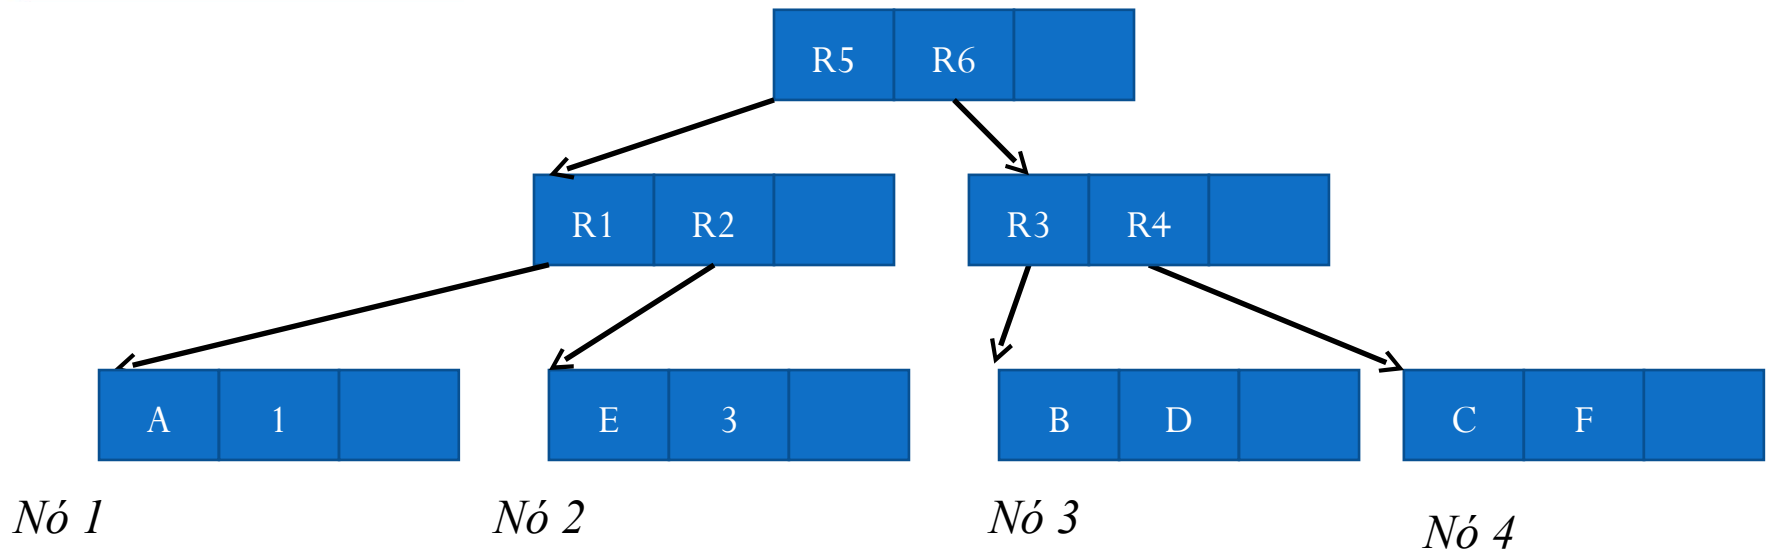 R5 R6
R1 R2 R3 R4
A 1 E 3 B D C F
Nó 1 Nó 2 Nó 3 Nó 4